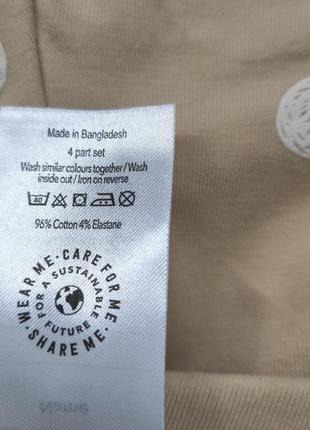 Made in Bangladesh
4 part set
Wash similar colours together/Wash
inside out/Iron on reverse
40
96% Cotton 4% Elastane
WEAR ME • CARE FOR ME • SHARE ME.
FOR A SUSTAINABLE FUTURE
Name